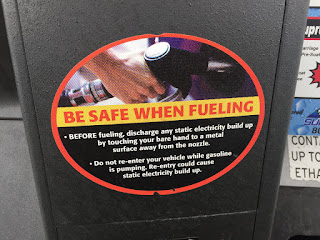 BE SAFE WHEN FUELING
• BEFORE fueling, discharge any static electricity build up
by touching your bare hand to a metal
surface away from the nozzle.
• Do not re-enter your vehicle while gasoline
is pumping. Re-entry could cause
static electricity build up.
UP TO
ETHA